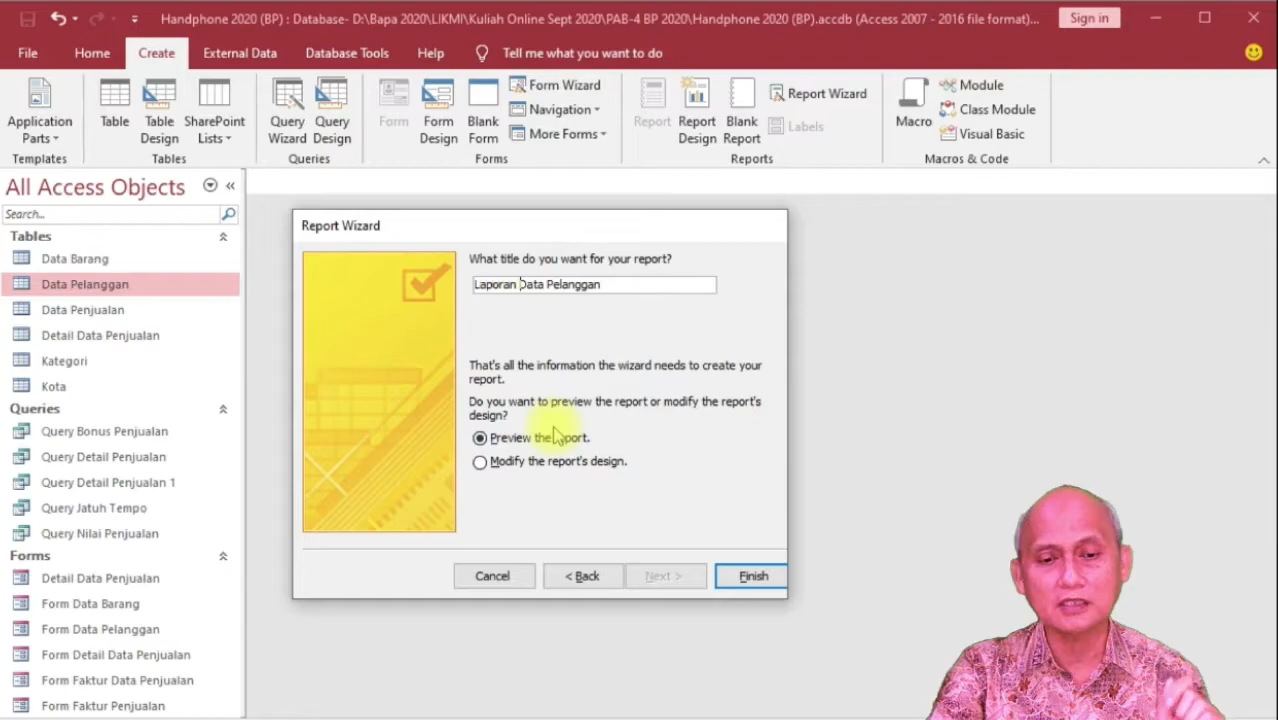 Handphone 2020 (BP) : Database- D:\Bapa 2020\LIKMI\Kuliah Online Sept 2020\PAB-4 BP 2020\Handphone 2020 (BP).accdb (Access 2007 - 2016 file format)...
Sign in
File Home Create External Data Database Tools Help Tell me what you want to do
Application Parts
Table
Table Design
SharePoint Lists
Query Wizard
Query Design
Form
Form Design
Blank Form
Form Wizard
Navigation
More Forms
Report
Report Design
Blank Report
Report Wizard
Labels
Macro
Module
Class Module
Visual Basic
Templates Tables Queries Forms Reports Macros & Code
All Access Objects
Search...
Tables
Data Barang
Data Pelanggan
Data Penjualan
Detail Data Penjualan
Kategori
Kota
Queries
Query Bonus Penjualan
Query Detail Penjualan
Query Detail Penjualan 1
Query Jatuh Tempo
Query Nilai Penjualan
Forms
Detail Data Penjualan
Form Data Barang
Form Data Pelanggan
Form Detail Data Penjualan
Form Faktur Data Penjualan
Form Faktur Penjualan
Report Wizard
What title do you want for your report?
Laporan Data Pelanggan
That's all the information the wizard needs to create your
report.
Do you want to preview the report or modify the report's
design?
Preview the report.
Modify the report's design.
Cancel < Back Next > Finish